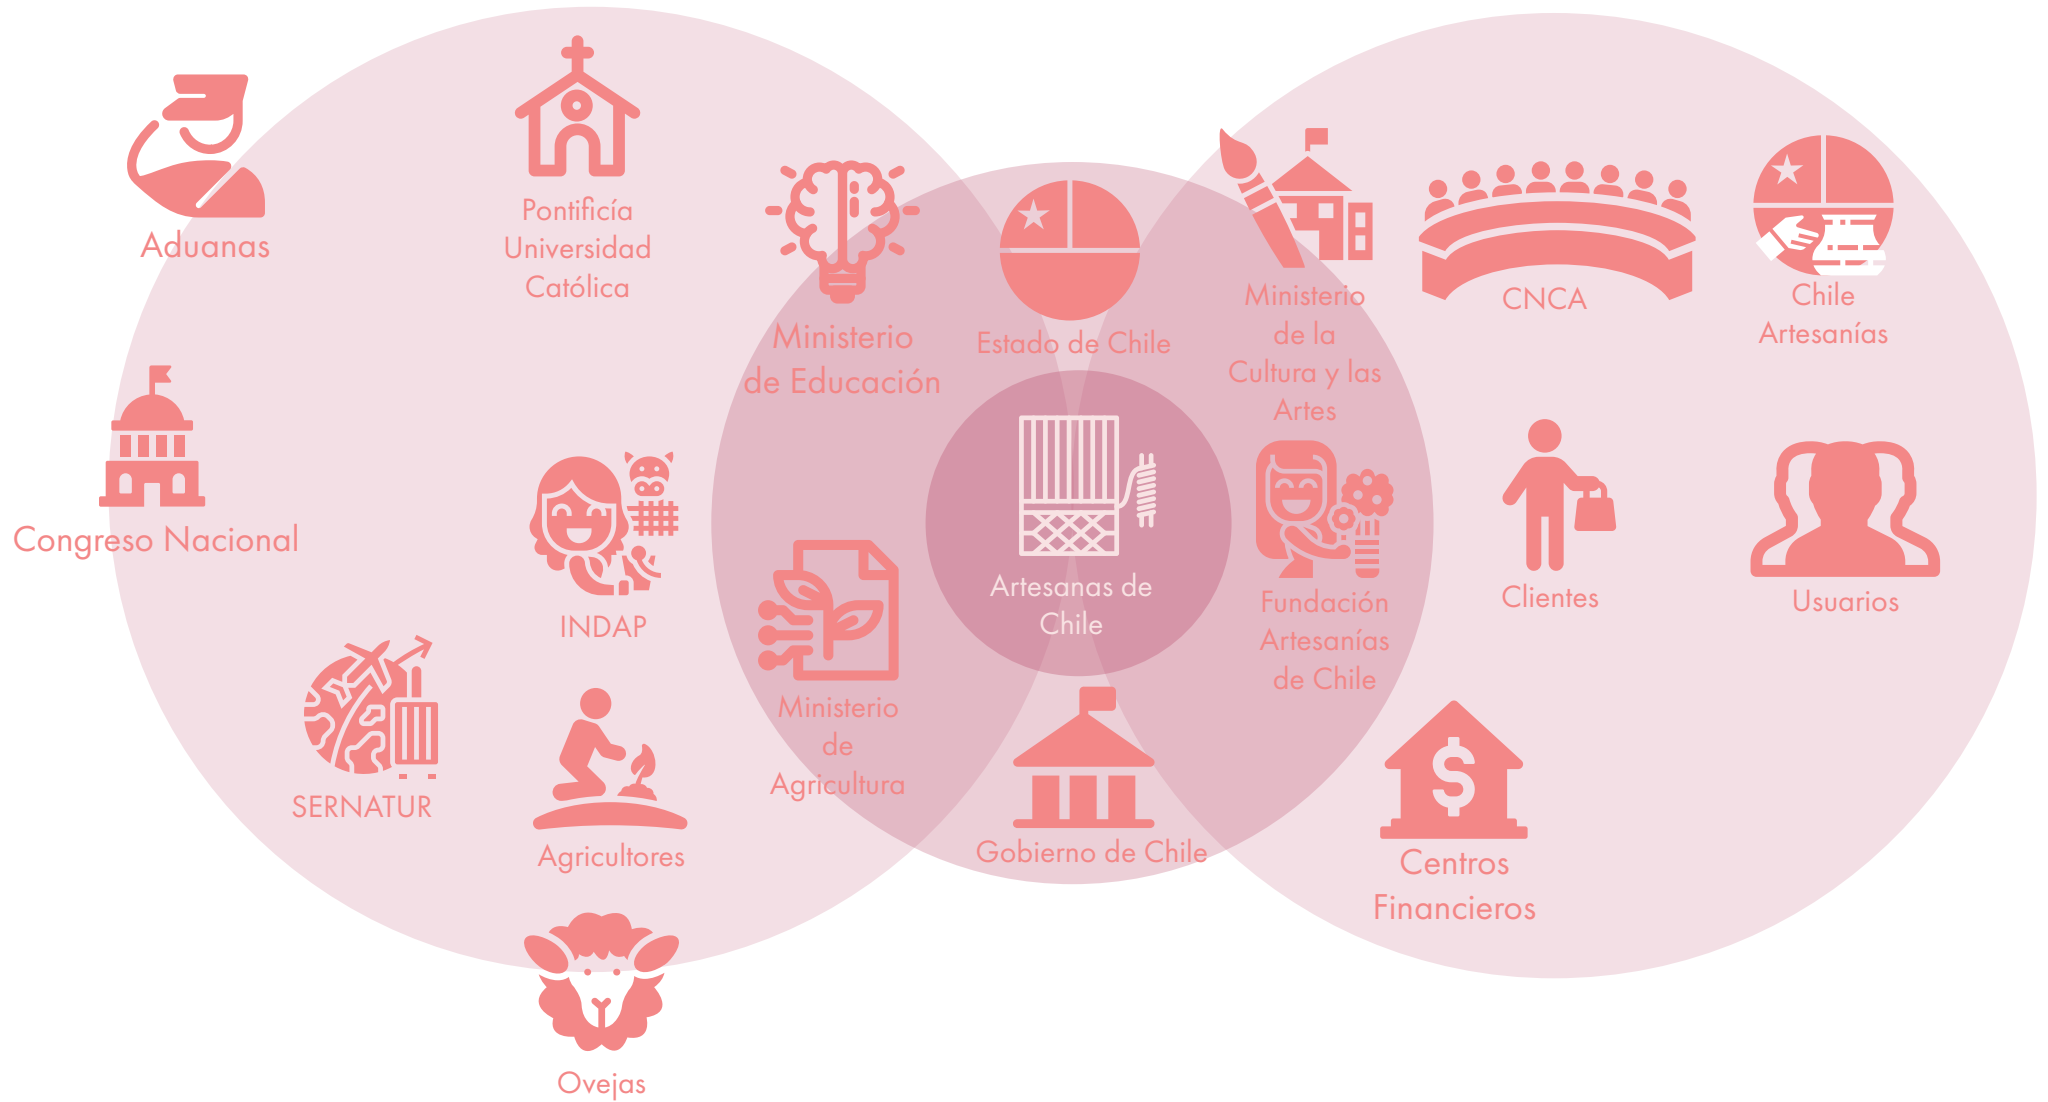 Aduanas
Pontificía
Universidad
Católica
Ministerio
de Educación
Estado de Chile
Ministerio
de la
Cultura y las
Artes
CNCA
Chile
Artesanías
Congreso Nacional
INDAP
Artesanas de
Chile
Fundación
Artesanías
de Chile
Clientes
Usuarios
SERNATUR
Agricultores
Ministerio
de
Agricultura
Gobierno de Chile
Centros
Financieros
Ovejas